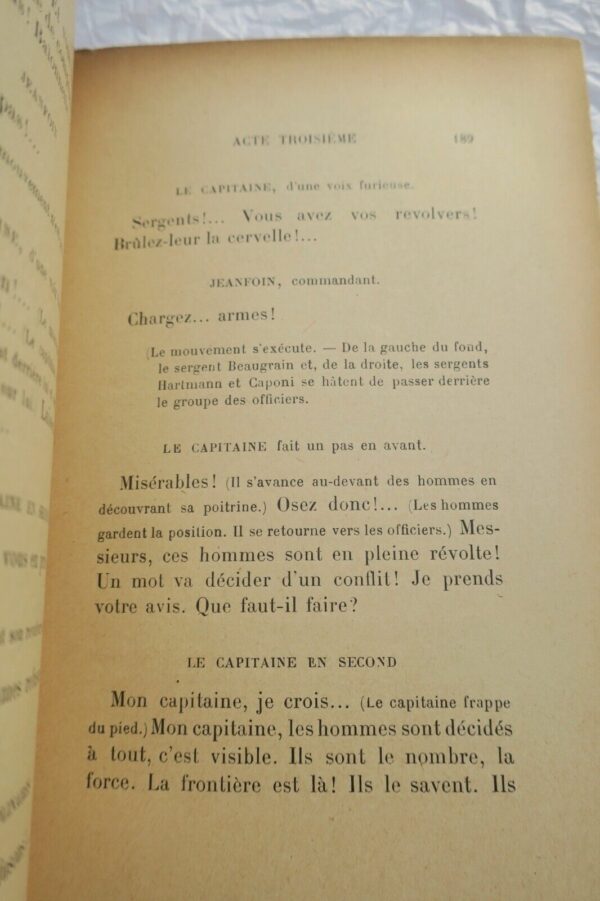 ACTE TROISIÈME 189
LE CAPITAINE, d'une voix furieuse.
Sergents!... Vous avez vos revolvers!
Brûlez-leur la cervelle!...
JEANFOIN, commandant.
Chargez... armes!
(Le mouvement s'exécute. — De la gauche du fond,
le sergent Beaugrain et, de la droite, les sergents
Hartmann et Caponi se hâtent de passer derrière
le groupe des officiers.
LE CAPITAINE fait un pas en avant.
Misérables! (Il s'avance au-devant des hommes en
découvrant sa poitrine.) Osez donc!... (Les hommes
gardent la position. Il se retourne vers les officiers.) Mes-
sieurs, ces hommes sont en pleine révolte!
Un mot va décider d'un conflit! Je prends
votre avis. Que faut-il faire?
LE CAPITAINE EN SECOND
Mon capitaine, je crois... (Le capitaine frappe
du pied.) Mon capitaine, les hommes sont décidés
à tout, c'est visible. Ils sont le nombre, la
force. La frontière est là! Ils le savent. Ils